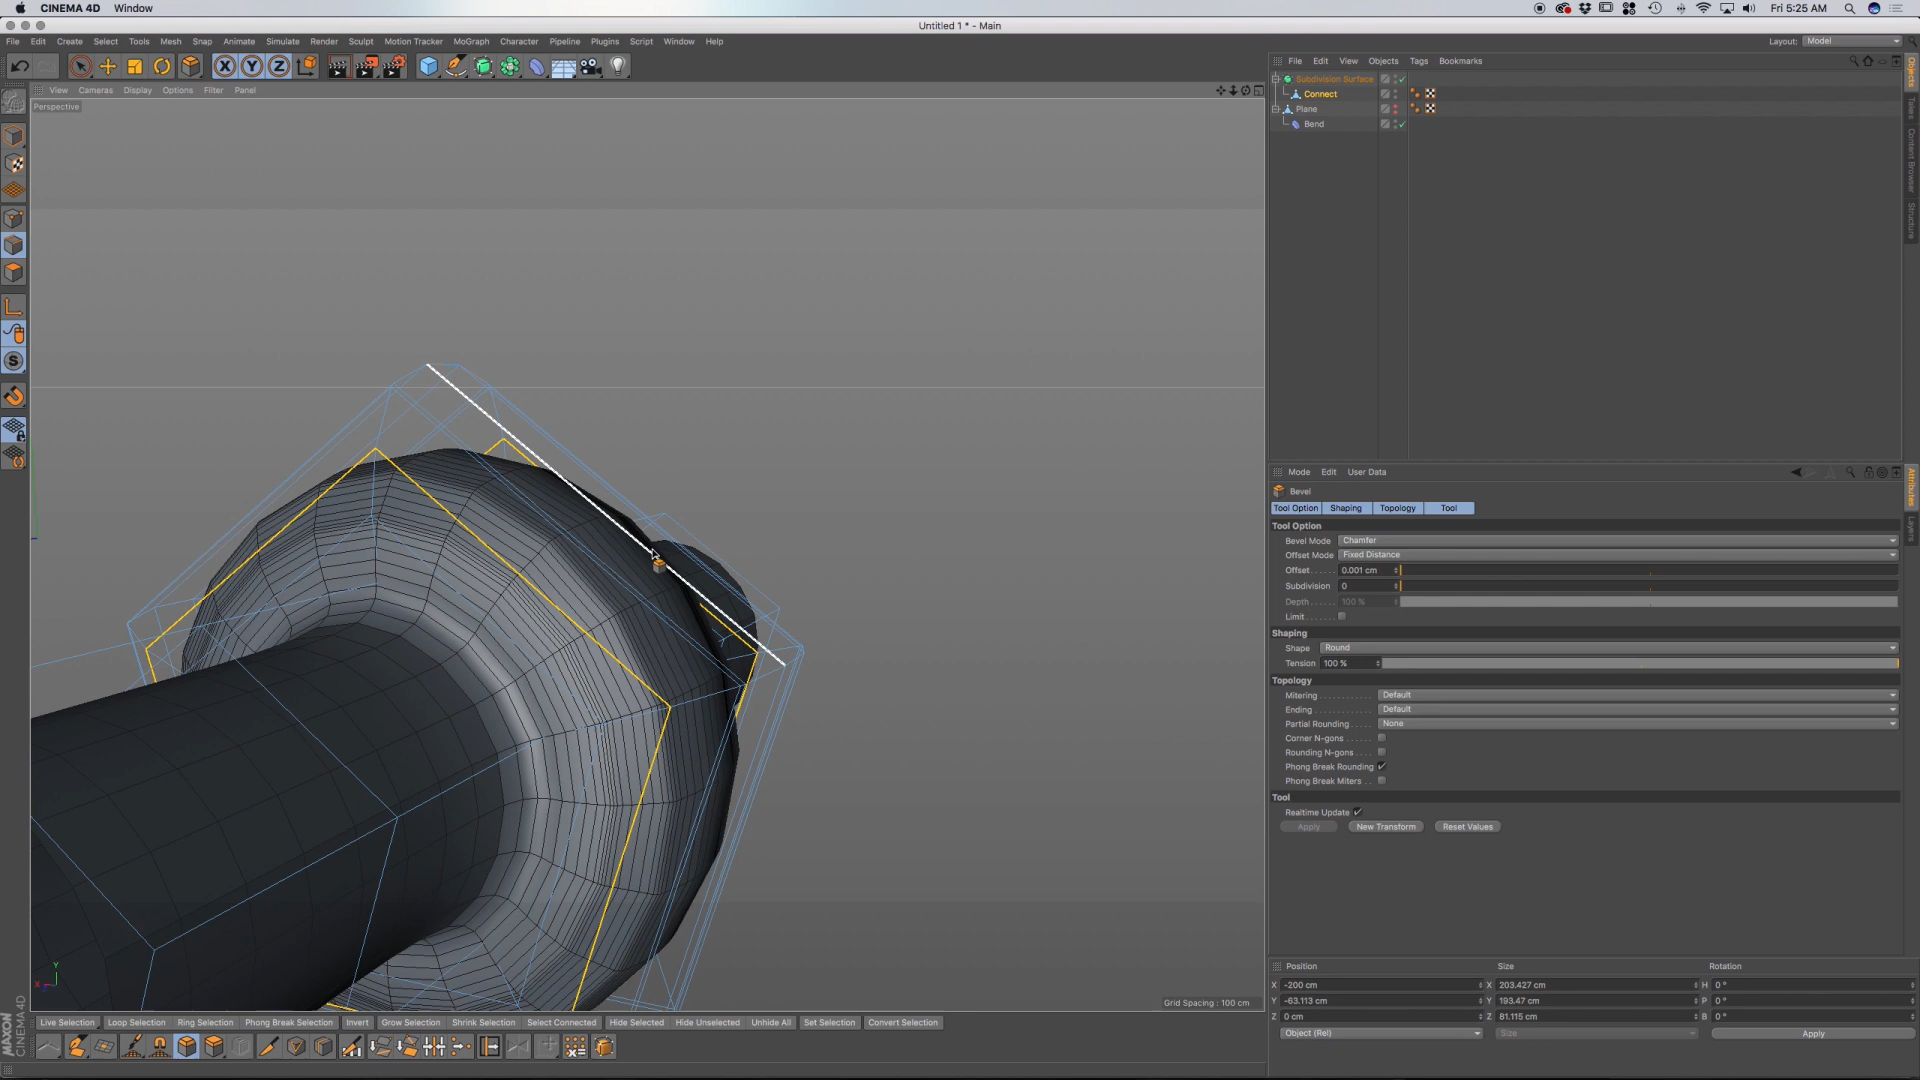 CINEMA 4D Window
Fri 5:25 AM
Untitled 1 * - Main
File Edit Create Select Tools Mesh Snap Animate Simulate Render Sculpt Motion Tracker MoGraph Character Pipeline Plugins Script Window Help
Layout: Model
X Y Z
View Cameras Display Options Filter Panel
Perspective
File Edit View Objects Tags Bookmarks
Subdivision Surface
Connect
Plane
Bend
Objects
Takes
Content Browser
Structure
Mode Edit User Data
Bevel
Tool Option Shaping Topology Tool
Tool Option
Bevel Mode Chamfer
Offset Mode Fixed Distance
Offset 0.001 cm
Subdivision 0
Depth 100 %
Limit
Shaping
Shape Round
Tension 100 %
Topology
Mitering Default
Ending Default
Partial Rounding None
Corner N-gons
Rounding N-gons
Phong Break Rounding
Phong Break Miters
Tool
Realtime Update
Apply New Transform Reset Values
Attributes
Layers
Position Size Rotation
X -200 cm X 203.427 cm H 0 °
Y -63.113 cm Y 193.47 cm P 0 °
Z 0 cm Z 81.115 cm B 0 °
Object (Rel) Size Apply
Y
X
Grid Spacing : 100 cm
Live Selection Loop Selection Ring Selection Phong Break Selection Invert Grow Selection Shrink Selection Select Connected Hide Selected Hide Unselected Unhide All Set Selection Convert Selection
MAXON
CINEMA 4D